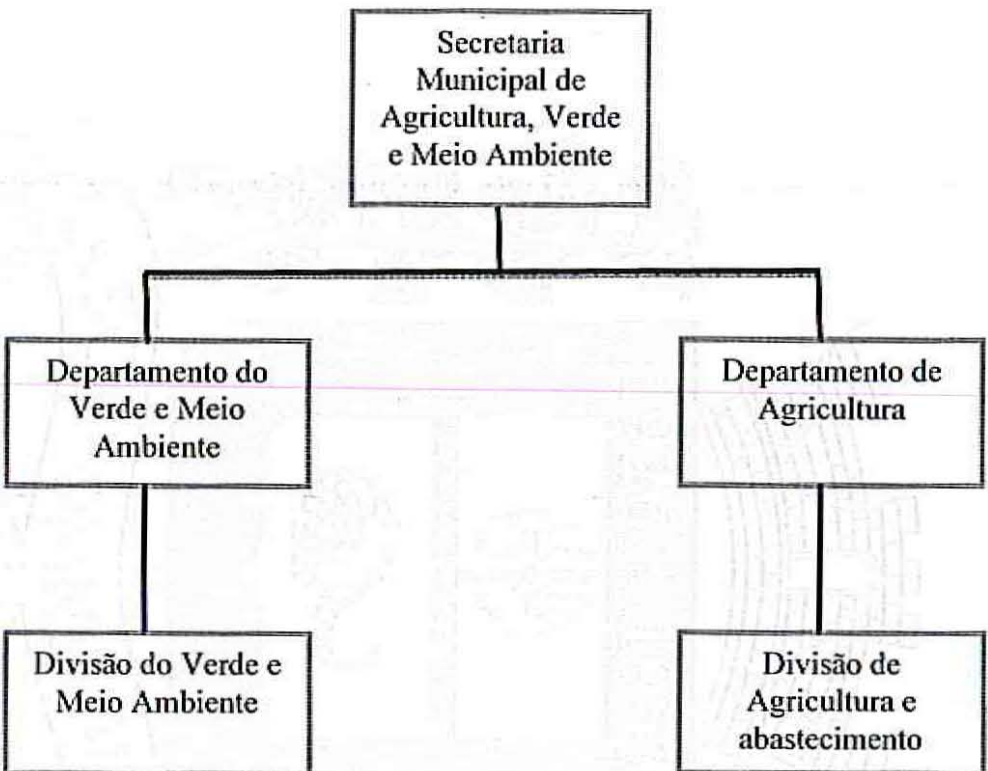 Secretaria
Municipal de
Agricultura, Verde
e Meio Ambiente
Departamento do
Verde e Meio
Ambiente
Departamento de
Agricultura
Divisão do Verde e
Meio Ambiente
Divisão de
Agricultura e
abastecimento